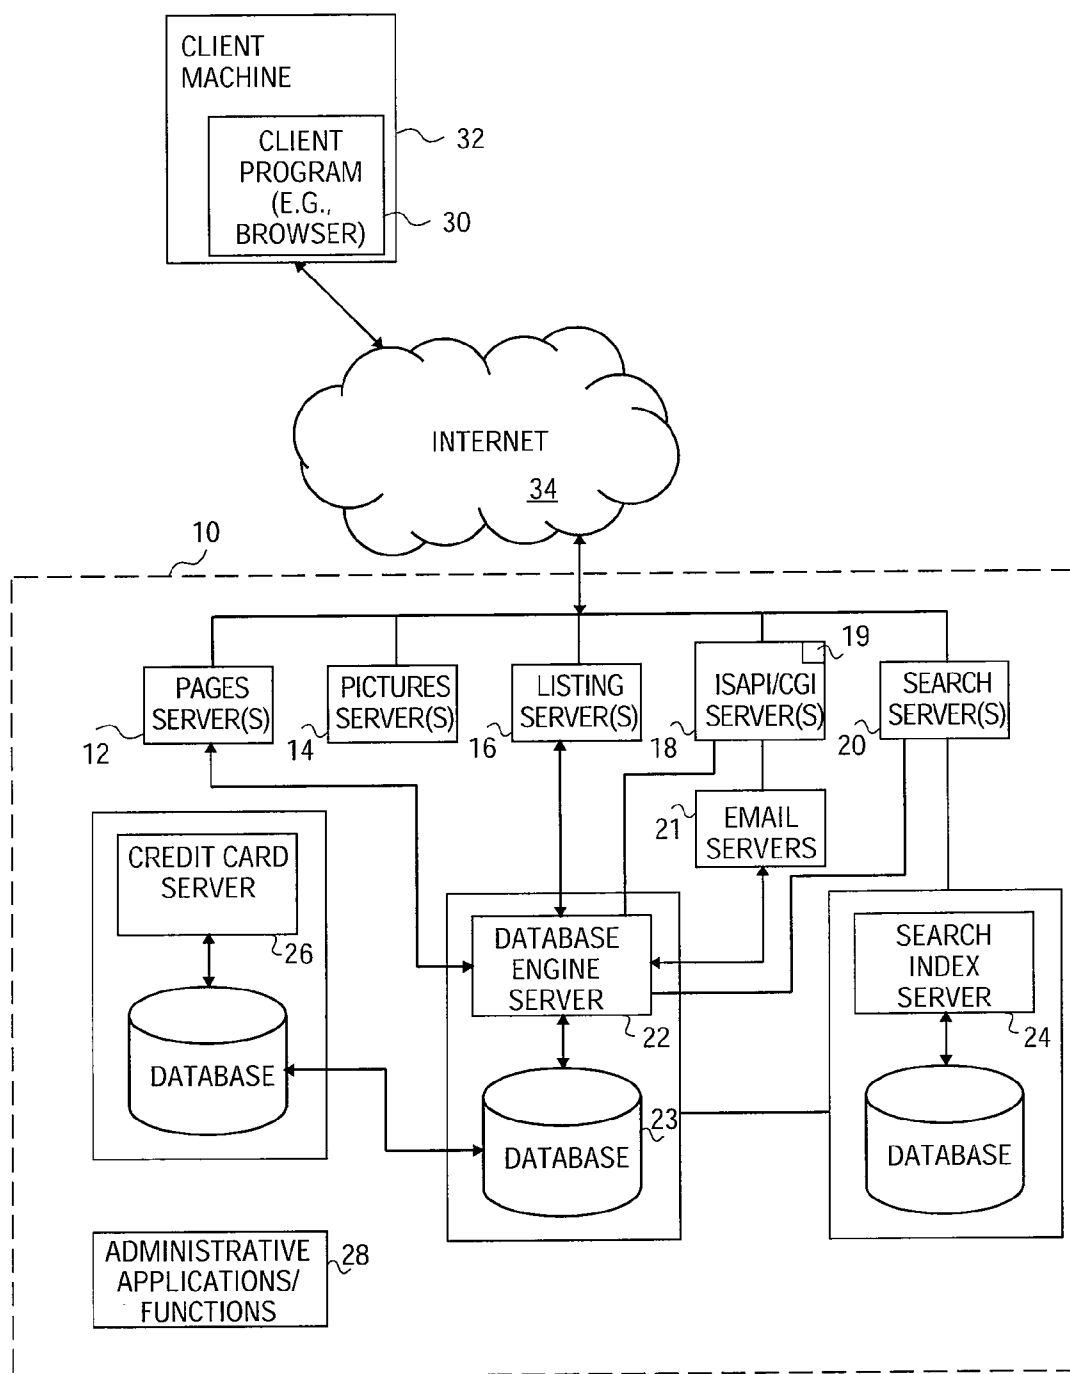 CLIENT
MACHINE
CLIENT
PROGRAM
(E.G.,
BROWSER)
32
30
INTERNET
34
10
19
PAGES
SERVER(S)
12
PICTURES
SERVER(S)
14
LISTING
SERVER(S)
16
ISAPI/CGI
SERVER(S)
18
SEARCH
SERVER(S)
20
21
EMAIL
SERVERS
CREDIT CARD
SERVER
26
DATABASE
ENGINE
SERVER
22
SEARCH
INDEX
SERVER
24
DATABASE
23
DATABASE
DATABASE
ADMINISTRATIVE
APPLICATIONS/
FUNCTIONS
28